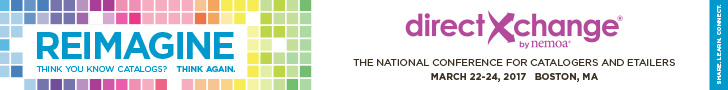 REIMAGINE
THINK YOU KNOW CATALOGS? THINK AGAIN.
directXchange®
by nemoa®
THE NATIONAL CONFERENCE FOR CATALOGERS AND ETAILERS
MARCH 22-24, 2017 BOSTON, MA
SHARE. LEARN. CONNECT.